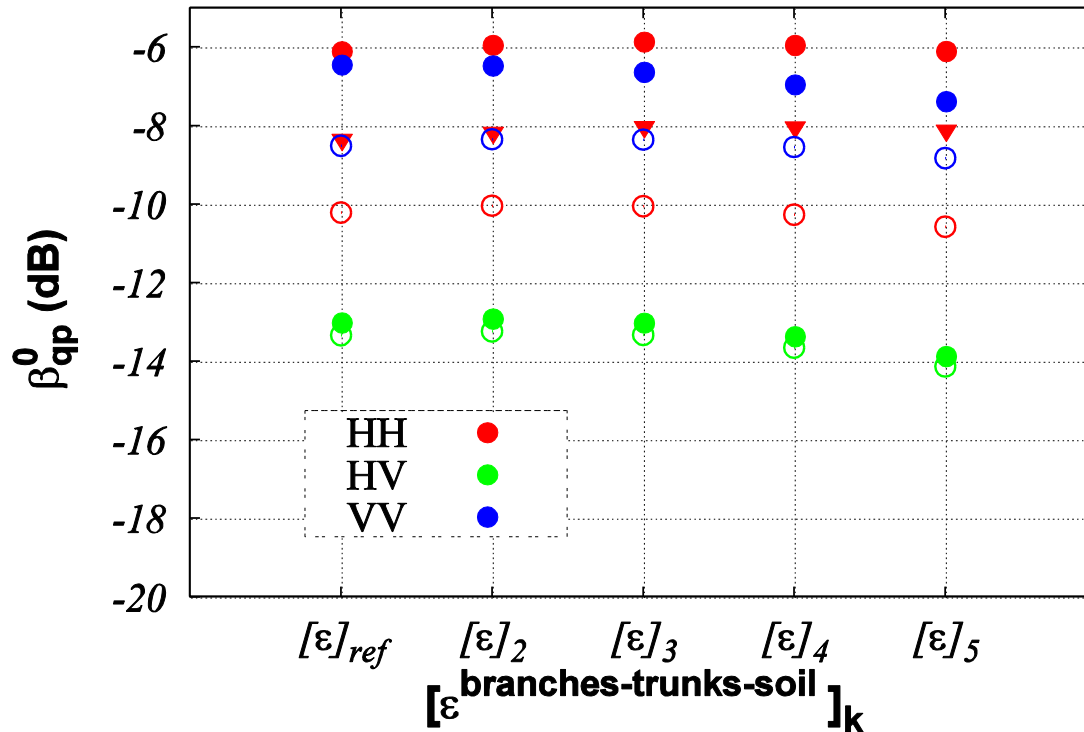 β⁰qp (dB)
-6
-8
-10
-12
-14
-16
-18
-20
HH
HV
VV
[ε]ref [ε]2 [ε]3 [ε]4 [ε]5
[ε branches-trunks-soil ]k